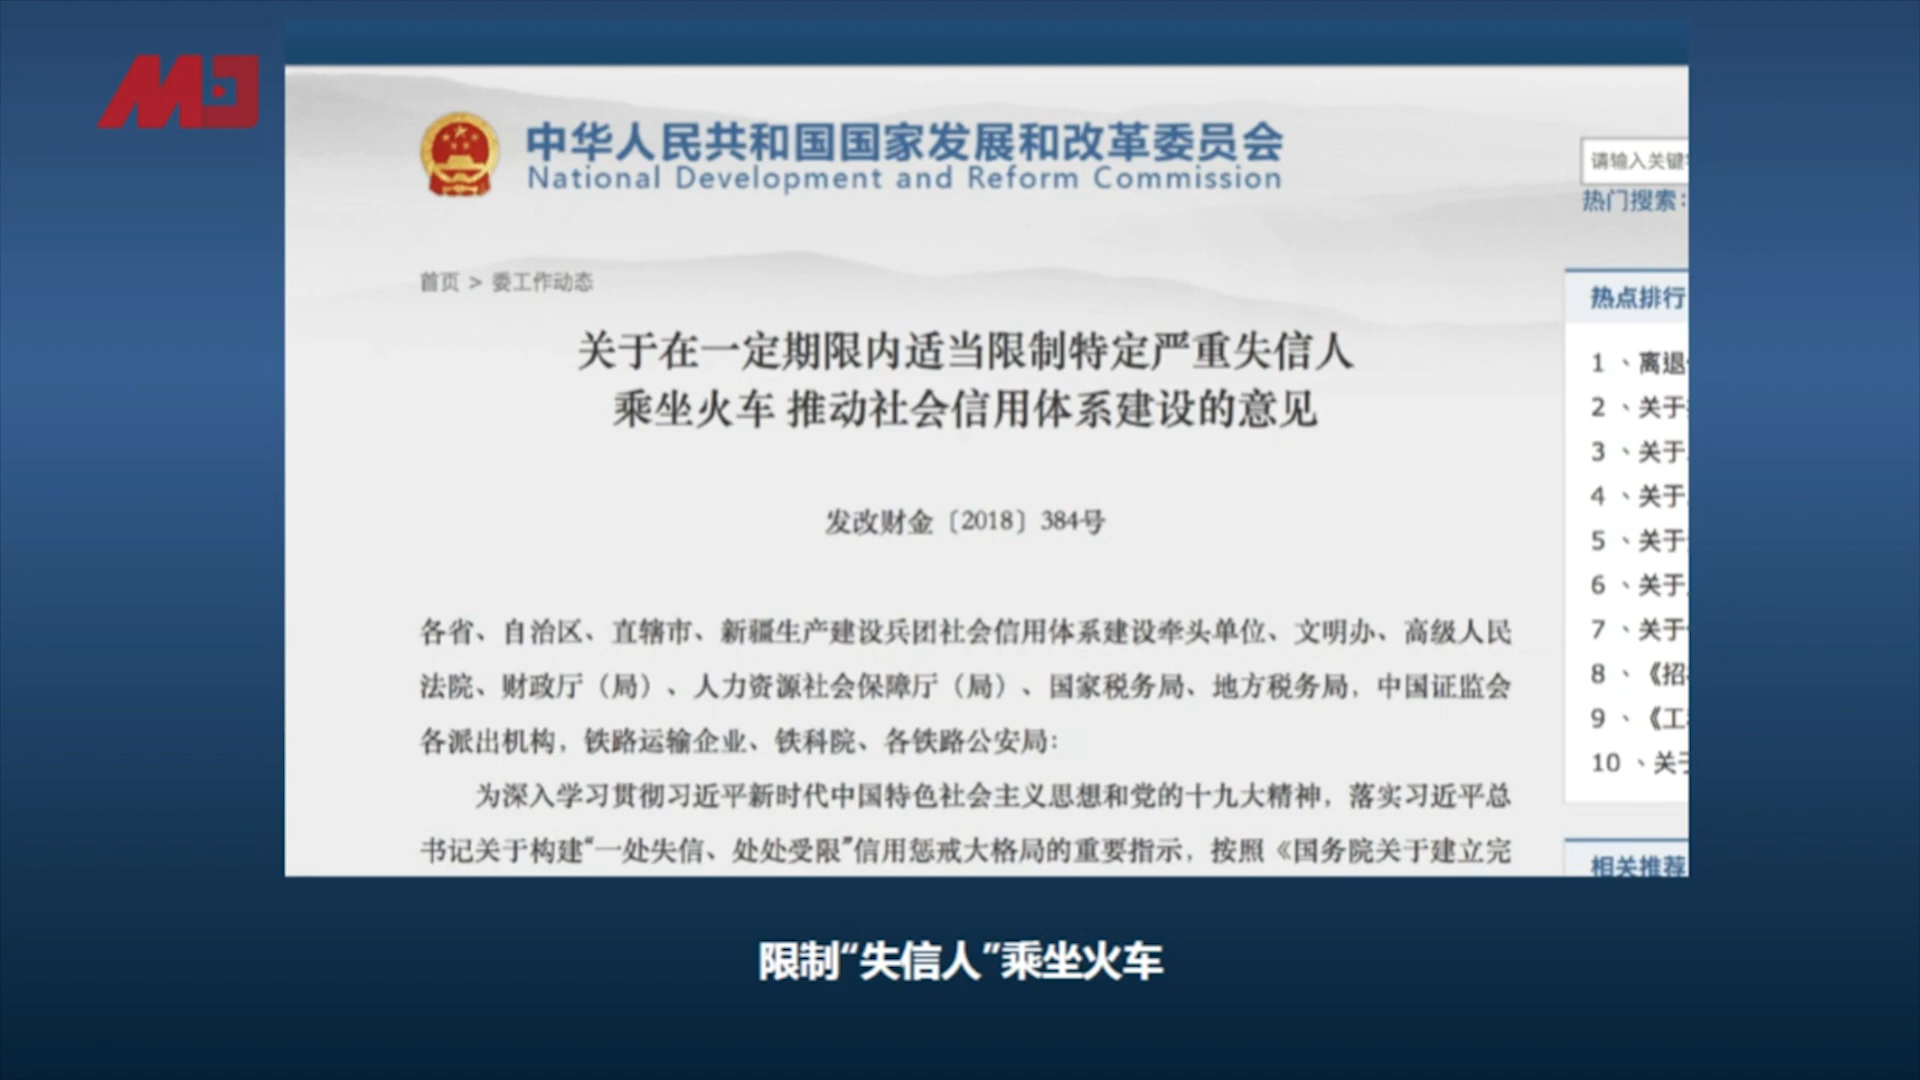 中华人民共和国国家发展和改革委员会
National Development and Reform Commission
请输入关键
热门搜索:
首页 > 委工作动态
关于在一定期限内适当限制特定严重失信人
乘坐火车 推动社会信用体系建设的意见
发改财金〔2018〕384号
各省、自治区、直辖市、新疆生产建设兵团社会信用体系建设牵头单位、文明办、高级人民
法院、财政厅（局）、人力资源社会保障厅（局）、国家税务局、地方税务局，中国证监会
各派出机构，铁路运输企业、铁科院、各铁路公安局：
为深入学习贯彻习近平新时代中国特色社会主义思想和党的十九大精神，落实习近平总
书记关于构建“一处失信、处处受限”信用惩戒大格局的重要指示，按照《国务院关于建立完
热点排行
1、离退
2、关于
3、关于
4、关于
5、关于
6、关于
7、关于
8、《招
9、《工
10、关于
相关推荐
限制“失信人”乘坐火车